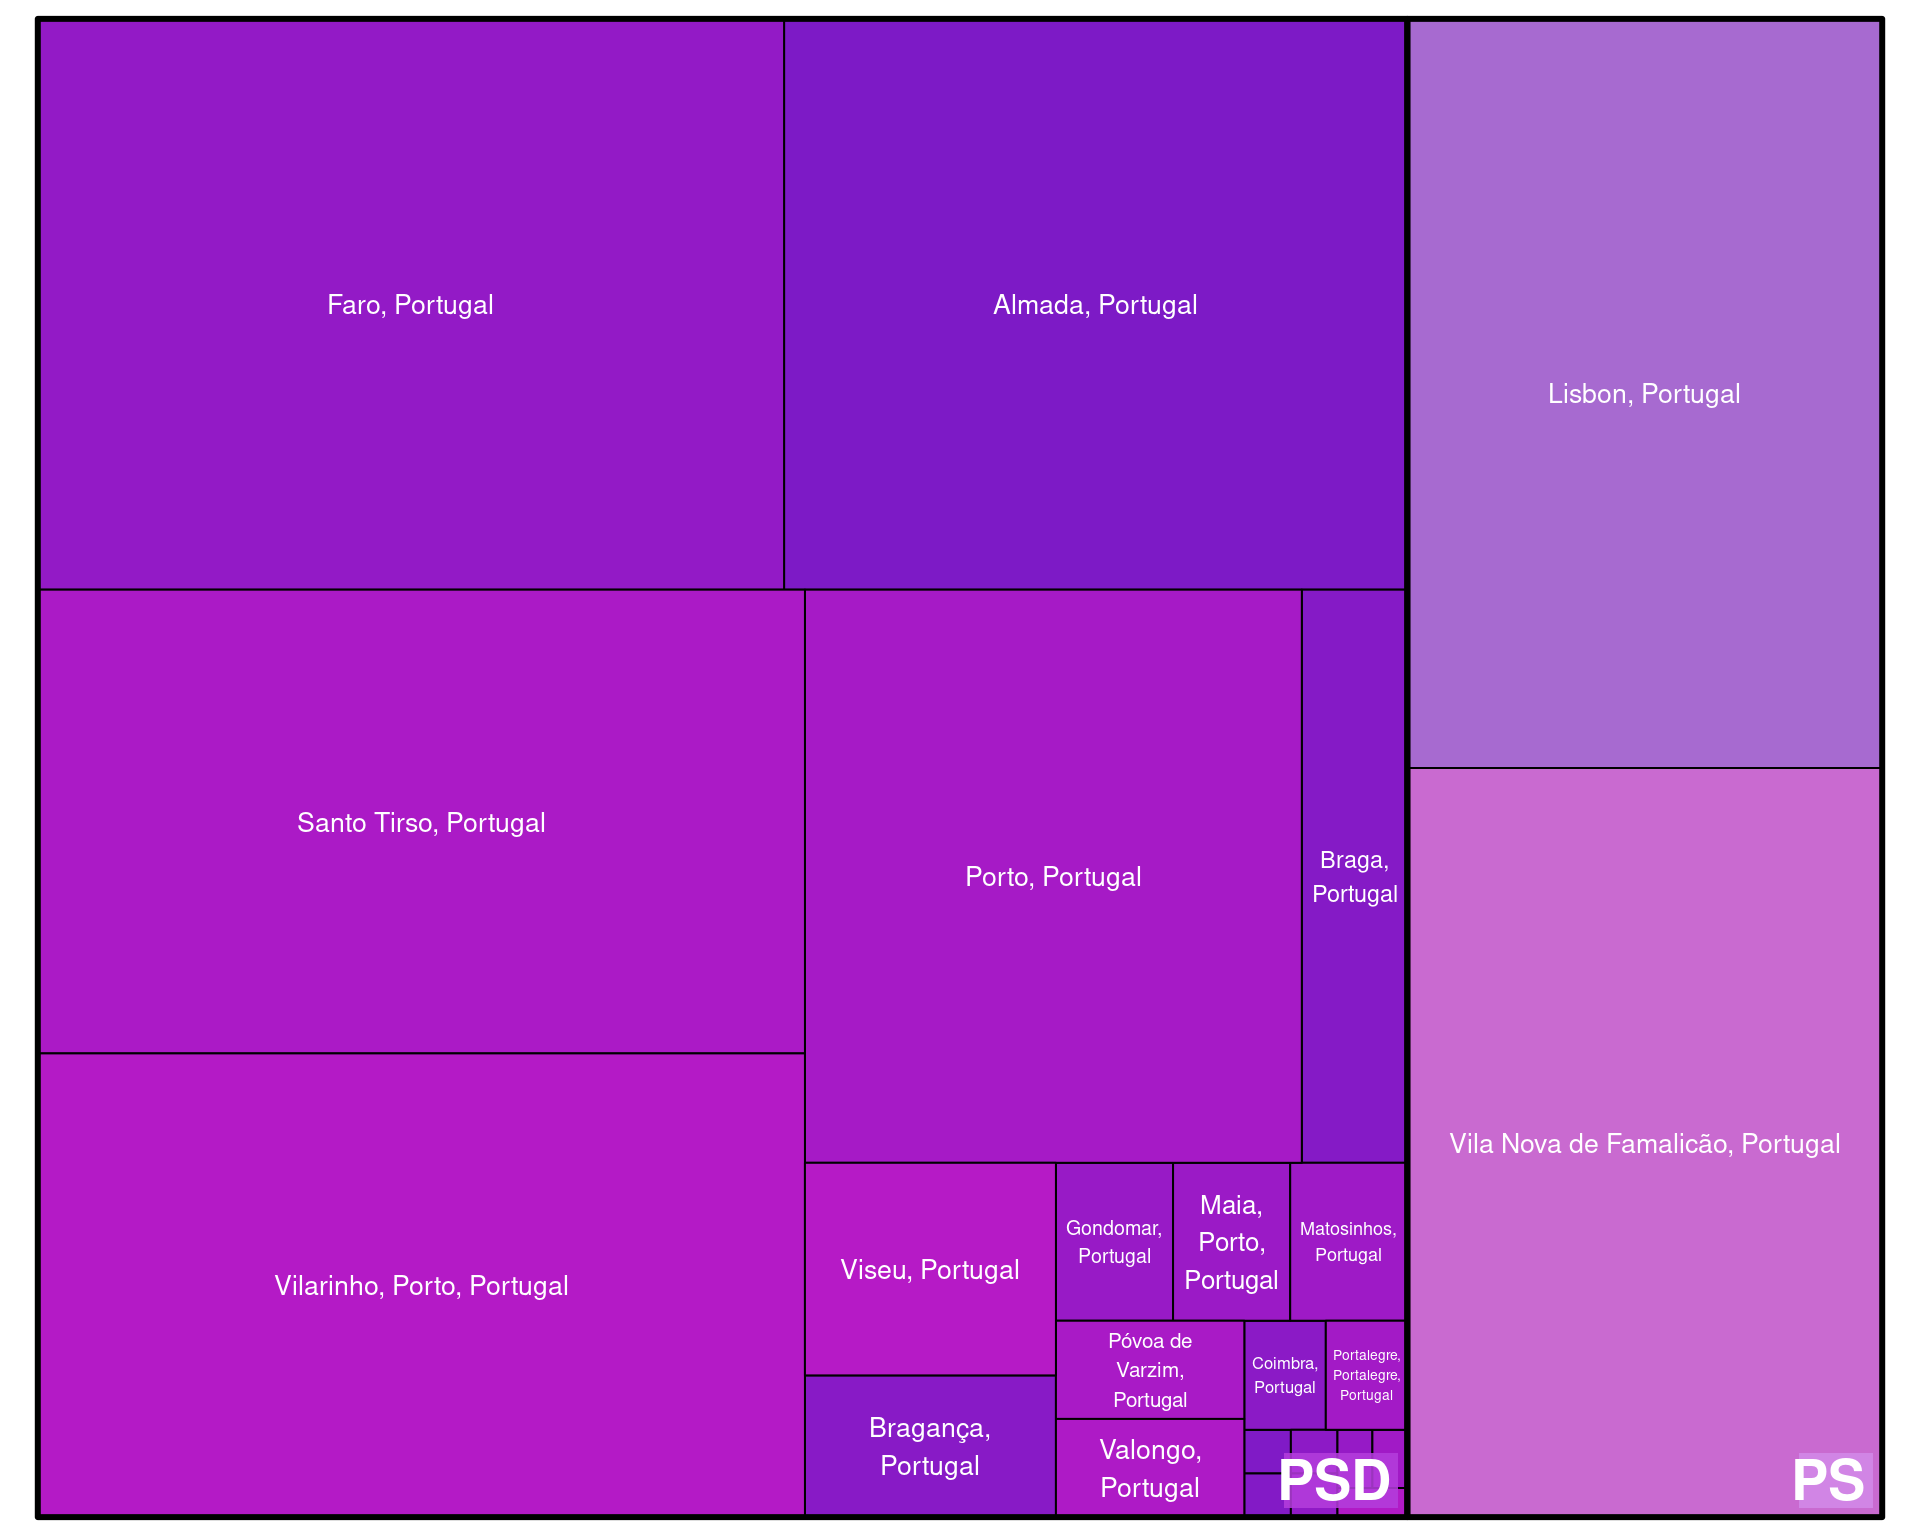 Faro, Portugal
Almada, Portugal
Lisbon, Portugal
Santo Tirso, Portugal
Porto, Portugal
Braga,
Portugal
Vilarinho, Porto, Portugal
Viseu, Portugal
Gondomar,
Portugal
Maia,
Porto,
Portugal
Matosinhos,
Portugal
Vila Nova de Famalicão, Portugal
Póvoa de
Varzim,
Portugal
Coimbra,
Portugal
Portalegre,
Portalegre,
Portugal
Bragança,
Portugal
Valongo,
Portugal
PSD
PS